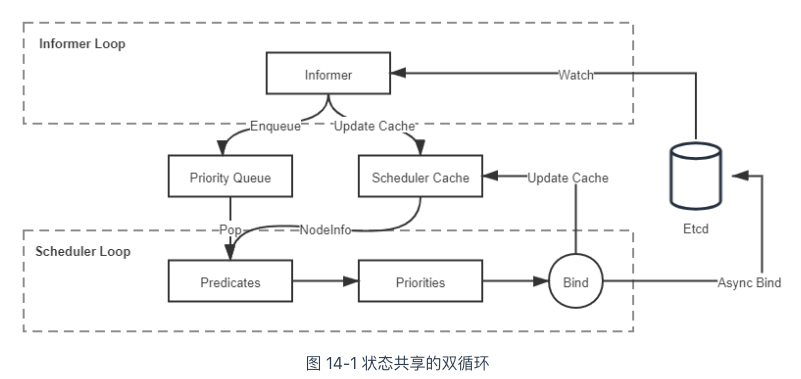 Informer Loop
Informer
Watch
Enqueue
Update Cache
Priority Queue
Scheduler Cache
Update Cache
Etcd
Pop
NodeInfo
Scheduler Loop
Predicates
Priorities
Bind
Async Bind
图 14-1 状态共享的双循环